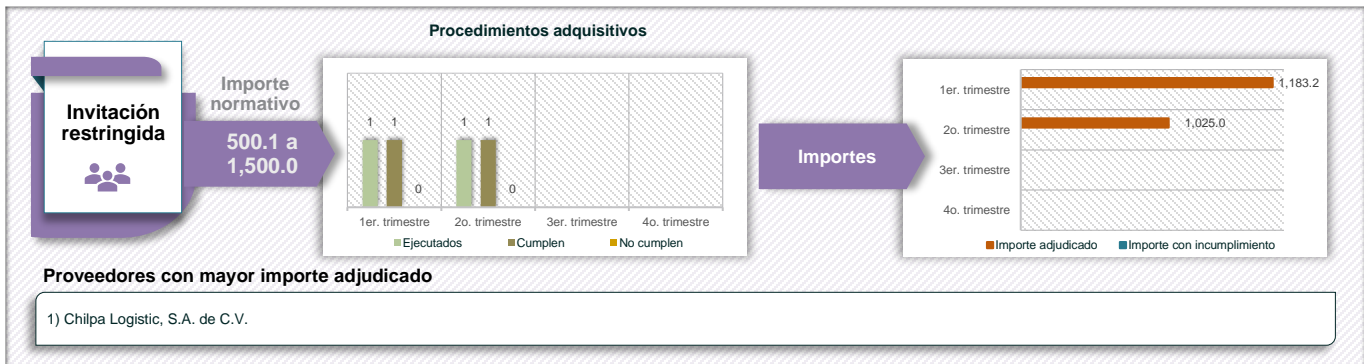 Procedimientos adquisitivos
Invitación
restringida
Importe
normativo
500.1 a
1,500.0
1 1
0
1 1
0
1er. trimestre 2o. trimestre 3er. trimestre 4o. trimestre
Ejecutados Cumplen No cumplen
Importes
1er. trimestre 1,183.2
2o. trimestre 1,025.0
3er. trimestre
4o. trimestre
Importe adjudicado Importe con incumplimiento
Proveedores con mayor importe adjudicado
1) Chilpa Logistic, S.A. de C.V.